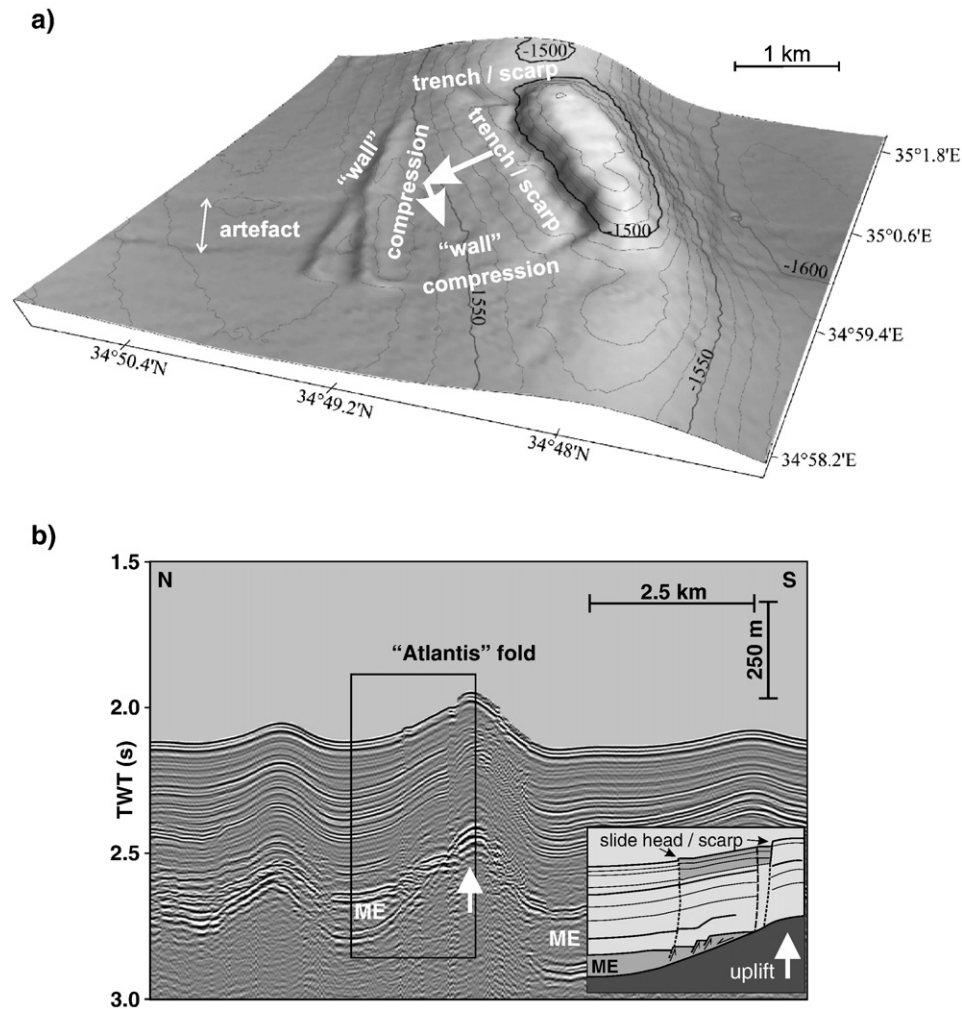 a)
-1500
1 km
trench / scarp
35°1.8'E
"wall"
compression
trench / scarp
artefact
-1500
35°0.6'E
"wall"
-1600
compression
-1550
34°59.4'E
-1550
34°50.4'N
34°49.2'N
34°48'N
34°58.2'E
b)
1.5
N
S
2.5 km
250 m
“Atlantis” fold
2.0
TWT (s)
2.5
slide head / scarp
ME
ME
ME
uplift
3.0